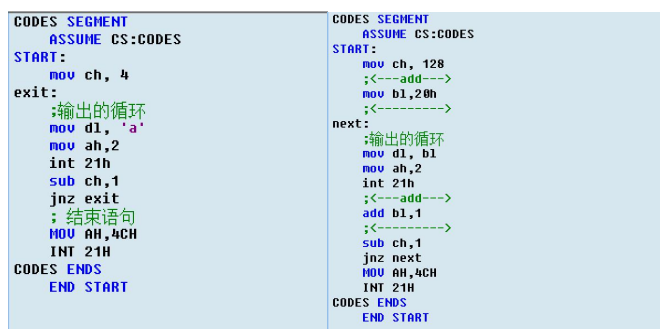 CODES SEGMENT
ASSUME CS:CODES
START:
mov ch, 4
exit:
;输出的循环
mov dl, 'a'
mov ah,2
int 21h
sub ch,1
jnz exit
; 结束语句
MOV AH,4CH
INT 21H
CODES ENDS
END START
CODES SEGMENT
ASSUME CS:CODES
START:
mov ch, 128
;<---add--->
mov bl,20h
;<--------->
next:
;输出的循环
mov dl, bl
mov ah,2
int 21h
;<---add--->
add bl,1
;<--------->
sub ch,1
jnz next
MOV AH,4CH
INT 21H
CODES ENDS
END START